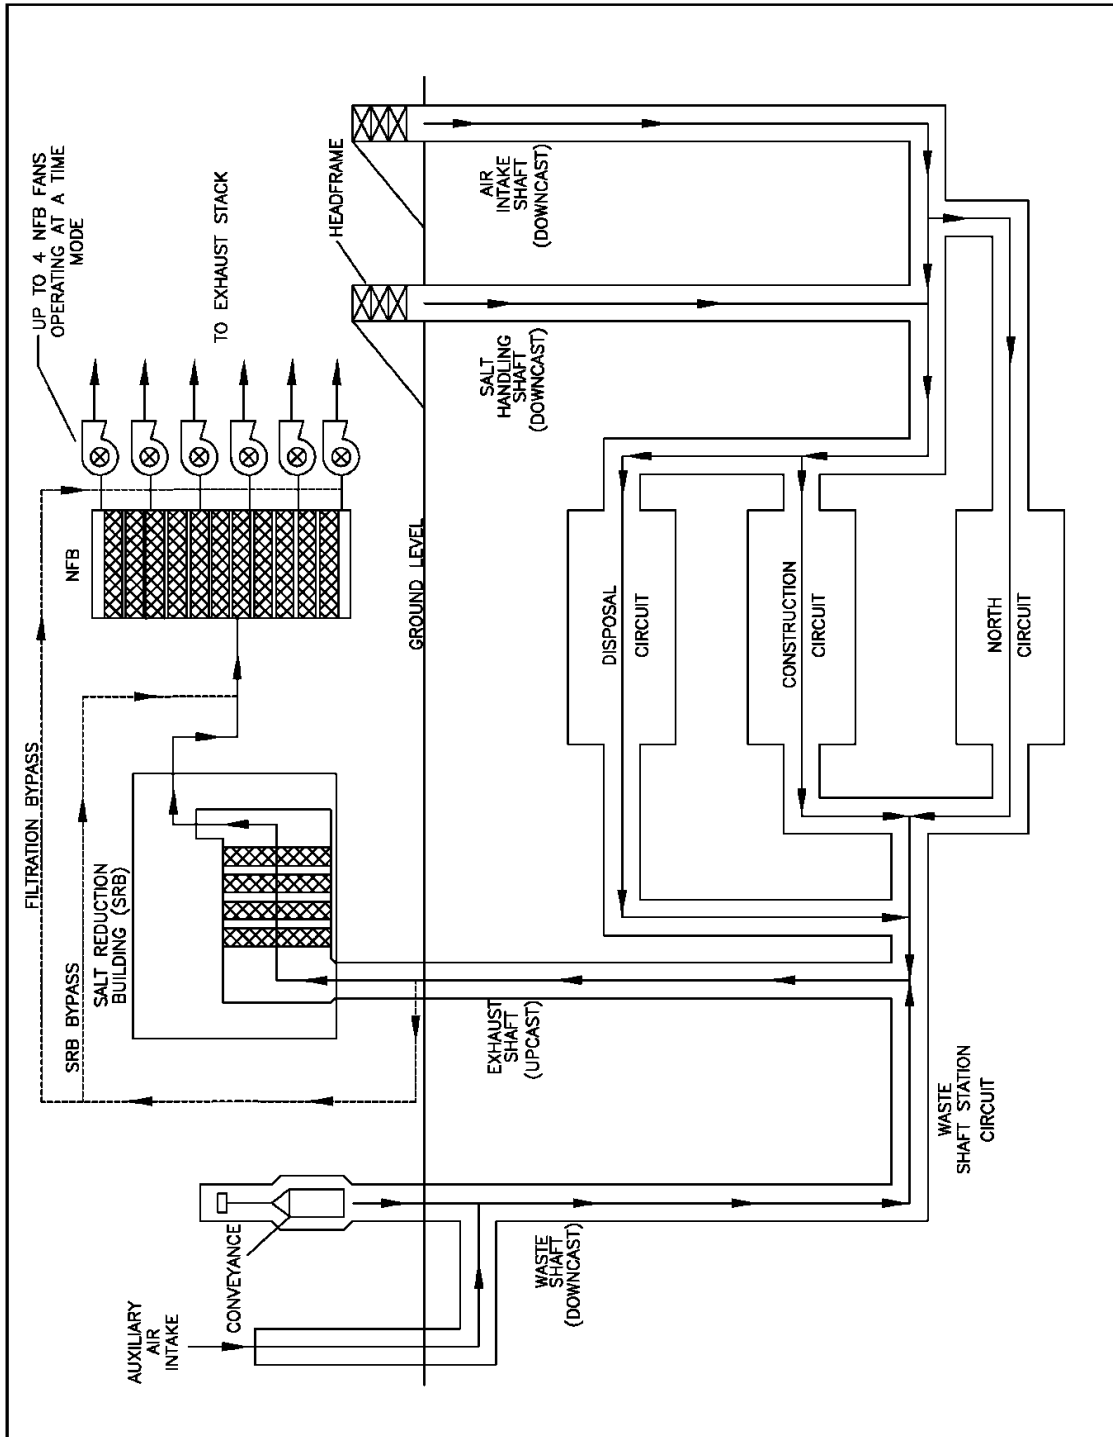 UP TO 4 NFB FANS
OPERATING AT A TIME
MODE
TO EXHAUST STACK
HEADFRAME
NFB
FILTRATION BYPASS
SRB BYPASS
SALT REDUCTION
BUILDING (SRB)
GROUND LEVEL
AUXILIARY
AIR
INTAKE
CONVEYANCE
WASTE
SHAFT
(DOWNCAST)
EXHAUST
SHAFT
(UPCAST)
SALT
HANDLING
SHAFT
(DOWNCAST)
AIR
INTAKE
SHAFT
(DOWNCAST)
DISPOSAL
CIRCUIT
CONSTRUCTION
CIRCUIT
NORTH
CIRCUIT
WASTE
SHAFT STATION
CIRCUIT